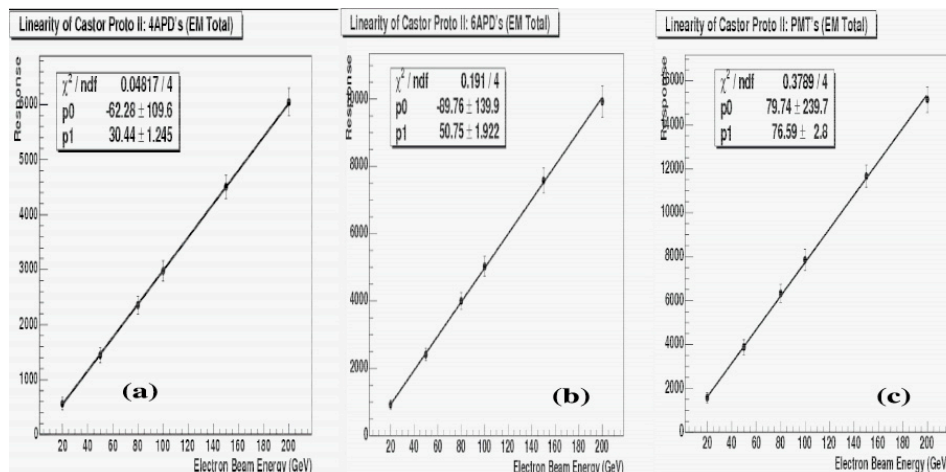 Linearity of Castor Proto II: 4APD's (EM Total)
Response
χ² / ndf 0.04817 / 4
p0 -62.28 ± 109.6
p1 30.44 ± 1.245
6000
5000
4000
3000
2000
1000
0
(a)
20 40 60 80 100 120 140 160 180 200
Electron Beam Energy (GeV)
Linearity of Castor Proto II: 6APD's (EM Total)
Response
χ² / ndf 0.191 / 4
p0 -89.76 ± 139.9
p1 50.75 ± 1.922
10000
8000
6000
4000
2000
0
(b)
20 40 60 80 100 120 140 160 180 200
Electron Beam Energy (GeV)
Linearity of Castor Proto II: PMT's (EM Total)
Response
χ² / ndf 0.3789 / 4
p0 79.74 ± 239.7
p1 76.59 ± 2.8
16000
14000
12000
10000
8000
6000
4000
2000
0
(c)
20 40 60 80 100 120 140 160 180 200
Electron Beam Energy (GeV)